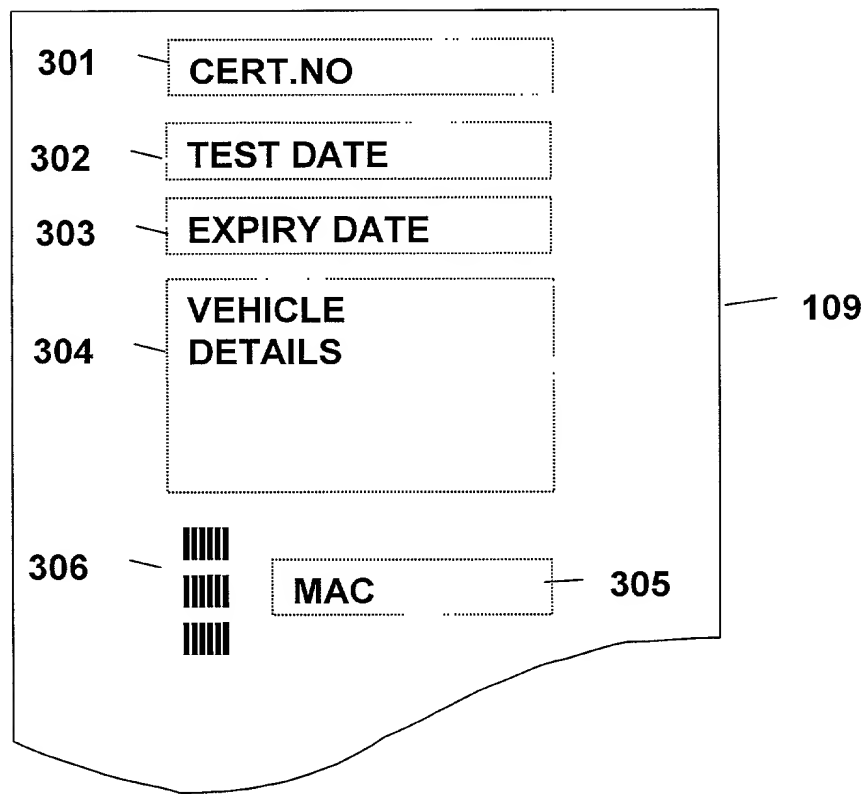 301 CERT.NO
302 TEST DATE
303 EXPIRY DATE
VEHICLE
109
304 DETAILS
306 MAC 305